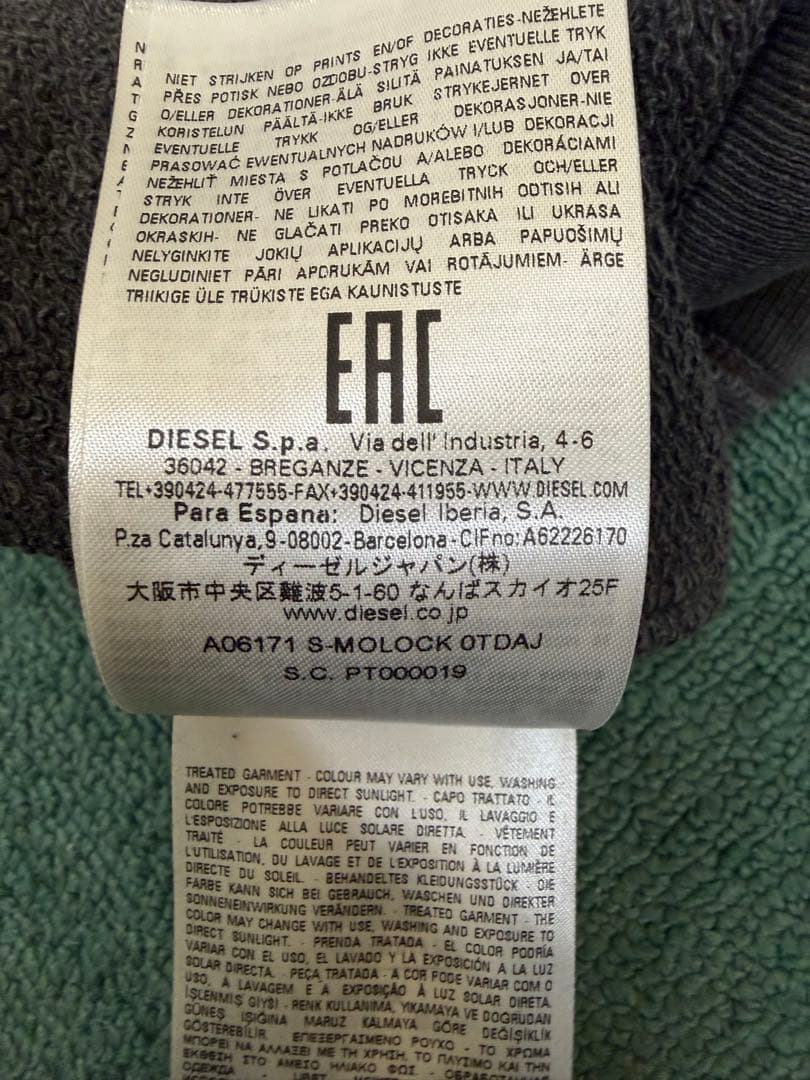 NIET STRIJKEN OP PRINTS EN/OF DECORATIES-NEŽEHLETE
PŘES POTISK NEBO OZDOBU-STRYG IKKE EVENTUELLE TRYK
O/ELLER DEKORATIONER-ÄLÄ SILITÄ PAINATUKSEN JA/TAI
KORISTELUN PÄÄLTÄ-IKKE BRUK STRYKEJERNET OVER
EVENTUELLE TRYKK OG/ELLER DEKORASJONER-NIE
PRASOWAĆ EWENTUALNYCH NADRUKÓW I/LUB DEKORACJI
NEŽEHLIŤ MIESTA S POTLAČOU A/ALEBO DEKORÁCIAMI
STRYK INTE ÖVER EVENTUELLA TRYCK OCH/ELLER
DEKORATIONER- NE LIKATI PO MOREBITNIH ODTISIH ALI
OKRASKIH- NE GLAČATI PREKO OTISAKA ILI UKRASA
NELYGINKITE JOKIŲ APLIKACIJŲ ARBA PAPUOŠIMŲ
NEGLUDINIET PĀRI APDRUKĀM VAI ROTĀJUMIEM- ÄRGE
TRIIKIGE ÜLE TRÜKISTE EGA KAUNISTUSTE
EAC
DIESEL S.p.a. Via dell' Industria, 4-6
36042 - BREGANZE - VICENZA - ITALY
TEL+390424-477555-FAX+390424-411955-WWW.DIESEL.COM
Para Espana: Diesel Iberia, S.A.
P.za Catalunya,9-08002-Barcelona-CIFno:A62226170
ディーゼルジャパン(株)
大阪市中央区難波5-1-60 なんばスカイオ25F
www.diesel.co.jp
A06171 S-MOLOCK 0TDAJ
S.C. PT000019
TREATED GARMENT - COLOUR MAY VARY WITH USE, WASHING
AND EXPOSURE TO DIRECT SUNLIGHT. - CAPO TRATTATO - IL
COLORE POTREBBE VARIARE CON L'USO, IL LAVAGGIO E
L'ESPOSIZIONE ALLA LUCE SOLARE DIRETTA. - VÊTEMENT
TRAITÉ - LA COULEUR PEUT VARIER EN FONCTION DE
L'UTILISATION, DU LAVAGE ET DE L'EXPOSITION À LA LUMIÈRE
DIRECTE DU SOLEIL. - BEHANDELTES KLEIDUNGSSTÜCK - DIE
FARBE KANN SICH BEI GEBRAUCH, WASCHEN UND DIREKTER
SONNENEINWIRKUNG VERÄNDERN. - TREATED GARMENT - THE
COLOR MAY CHANGE WITH USE, WASHING AND EXPOSURE TO
DIRECT SUNLIGHT. - PRENDA TRATADA - EL COLOR PODRÍA
VARIAR CON EL USO, EL LAVADO Y LA EXPOSICIÓN A LA LUZ
SOLAR DIRECTA. - PEÇA TRATADA - A COR PODE VARIAR COM O
USO, A LAVAGEM E A EXPOSIÇÃO À LUZ SOLAR DIRETA.
İŞLENMİŞ GİYSİ - RENK KULLANIMA, YIKAMAYA VE DOĞRUDAN
GÜNEŞ IŞIĞINA MARUZ KALMAYA GÖRE DEĞİŞİKLİK
GÖSTEREBİLİR. ΕΠΕΞΕΡΓΑΣΜΕΝΟ ΡΟΥΧΟ - ΤΟ ΧΡΩΜΑ
ΜΠΟΡΕΙ ΝΑ ΑΛΛΑΞΕΙ ΜΕ ΤΗ ΧΡΗΣΗ, ΤΟ ΠΛΥΣΙΜΟ ΚΑΙ ΤΗΝ
ΕΚΘΕΣΗ ΣΤΟ ΑΜΕΣΟ ΗΛΙΑΚΟ ΦΩΣ
ОДЕЖДА